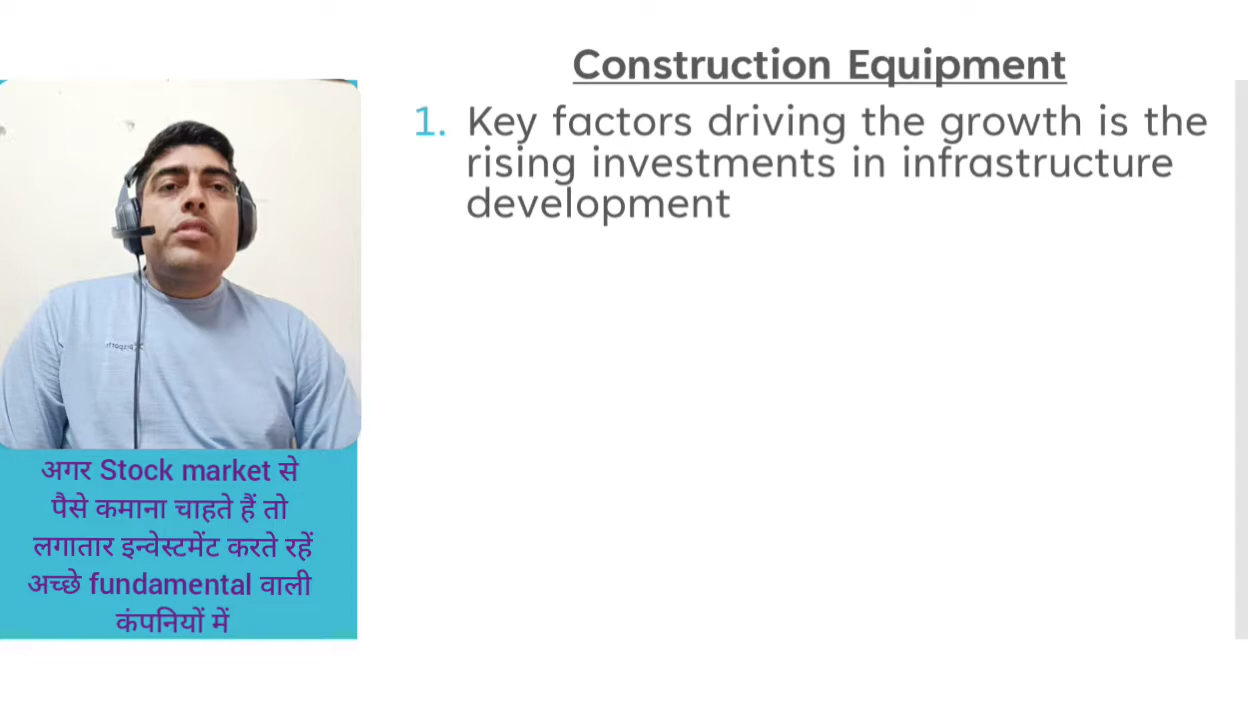 Construction Equipment
1. Key factors driving the growth is the
rising investments in infrastructure
development
अगर Stock market से
पैसे कमाना चाहते हैं तो
लगातार इन्वेस्टमेंट करते रहें
अच्छे fundamental वाली
कंपनियों में